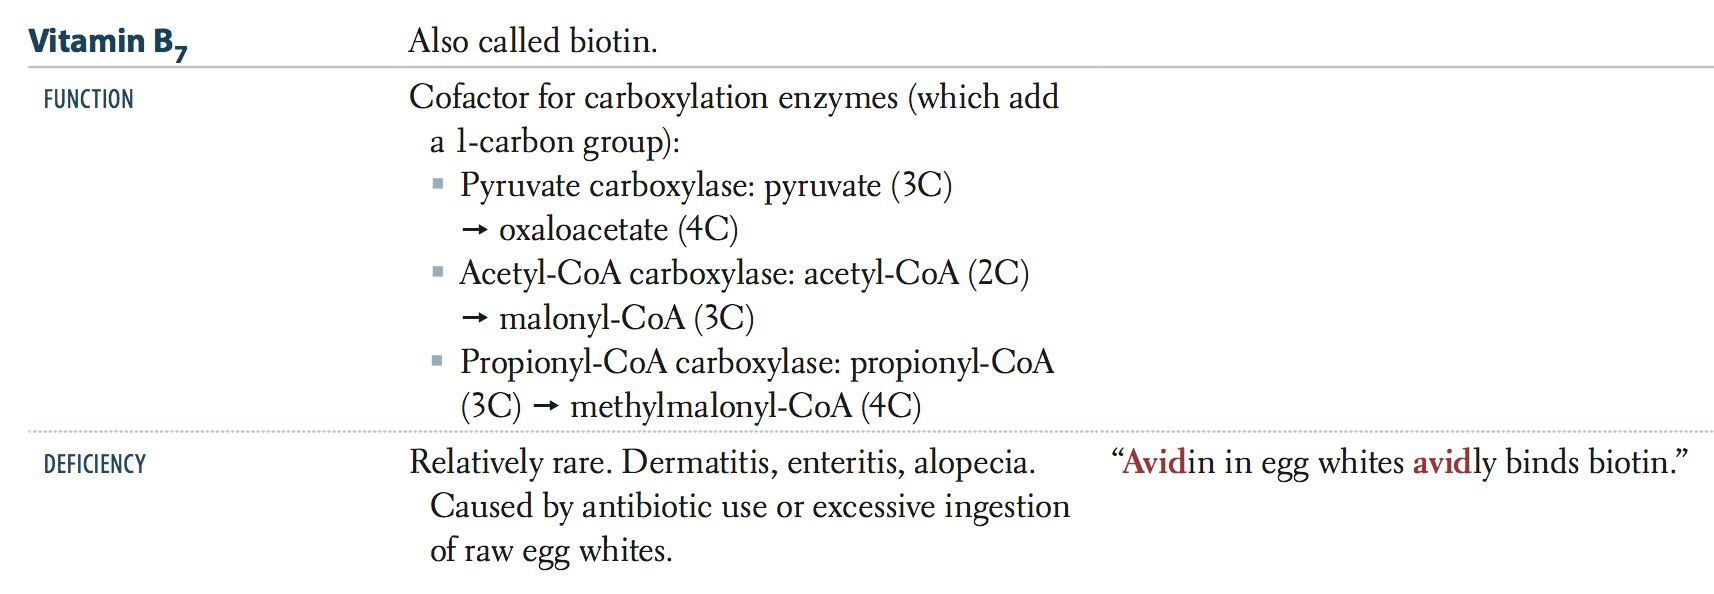 Vitamin B₇ Also called biotin.
FUNCTION Cofactor for carboxylation enzymes (which add
a 1-carbon group):
▪ Pyruvate carboxylase: pyruvate (3C)
→ oxaloacetate (4C)
▪ Acetyl-CoA carboxylase: acetyl-CoA (2C)
→ malonyl-CoA (3C)
▪ Propionyl-CoA carboxylase: propionyl-CoA
(3C) → methylmalonyl-CoA (4C)
DEFICIENCY Relatively rare. Dermatitis, enteritis, alopecia. “Avidin in egg whites avidly binds biotin.”
Caused by antibiotic use or excessive ingestion
of raw egg whites.